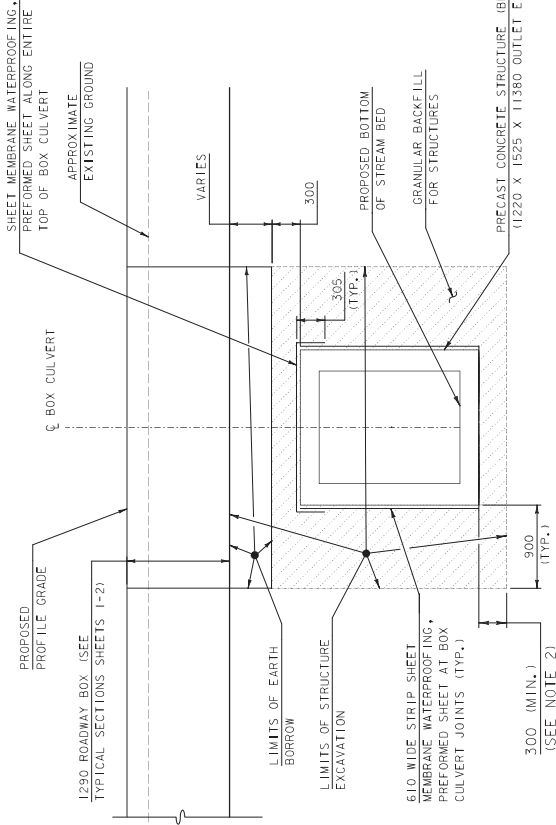 PROPOSED
PROFILE GRADE
1290 ROADWAY BOX (SEE
TYPICAL SECTIONS SHEETS 1-2)
LIMITS OF EARTH
BORROW
LIMITS OF STRUCTURE
EXCAVATION
610 WIDE STRIP SHEET
MEMBRANE WATERPROOFING,
PREFORMED SHEET AT BOX
CULVERT JOINTS (TYP.)
300 (MIN.)
(SEE NOTE 2)
900
(TYP.)
℄ BOX CULVERT
SHEET MEMBRANE WATERPROOFING,
PREFORMED SHEET ALONG ENTIRE
TOP OF BOX CULVERT
APPROXIMATE
EXISTING GROUND
VARIES
300
305
(TYP.)
PROPOSED BOTTOM
OF STREAM BED
GRANULAR BACKFILL
FOR STRUCTURES
PRECAST CONCRETE STRUCTURE
(1220 X 1525 X 11380 OUTLET